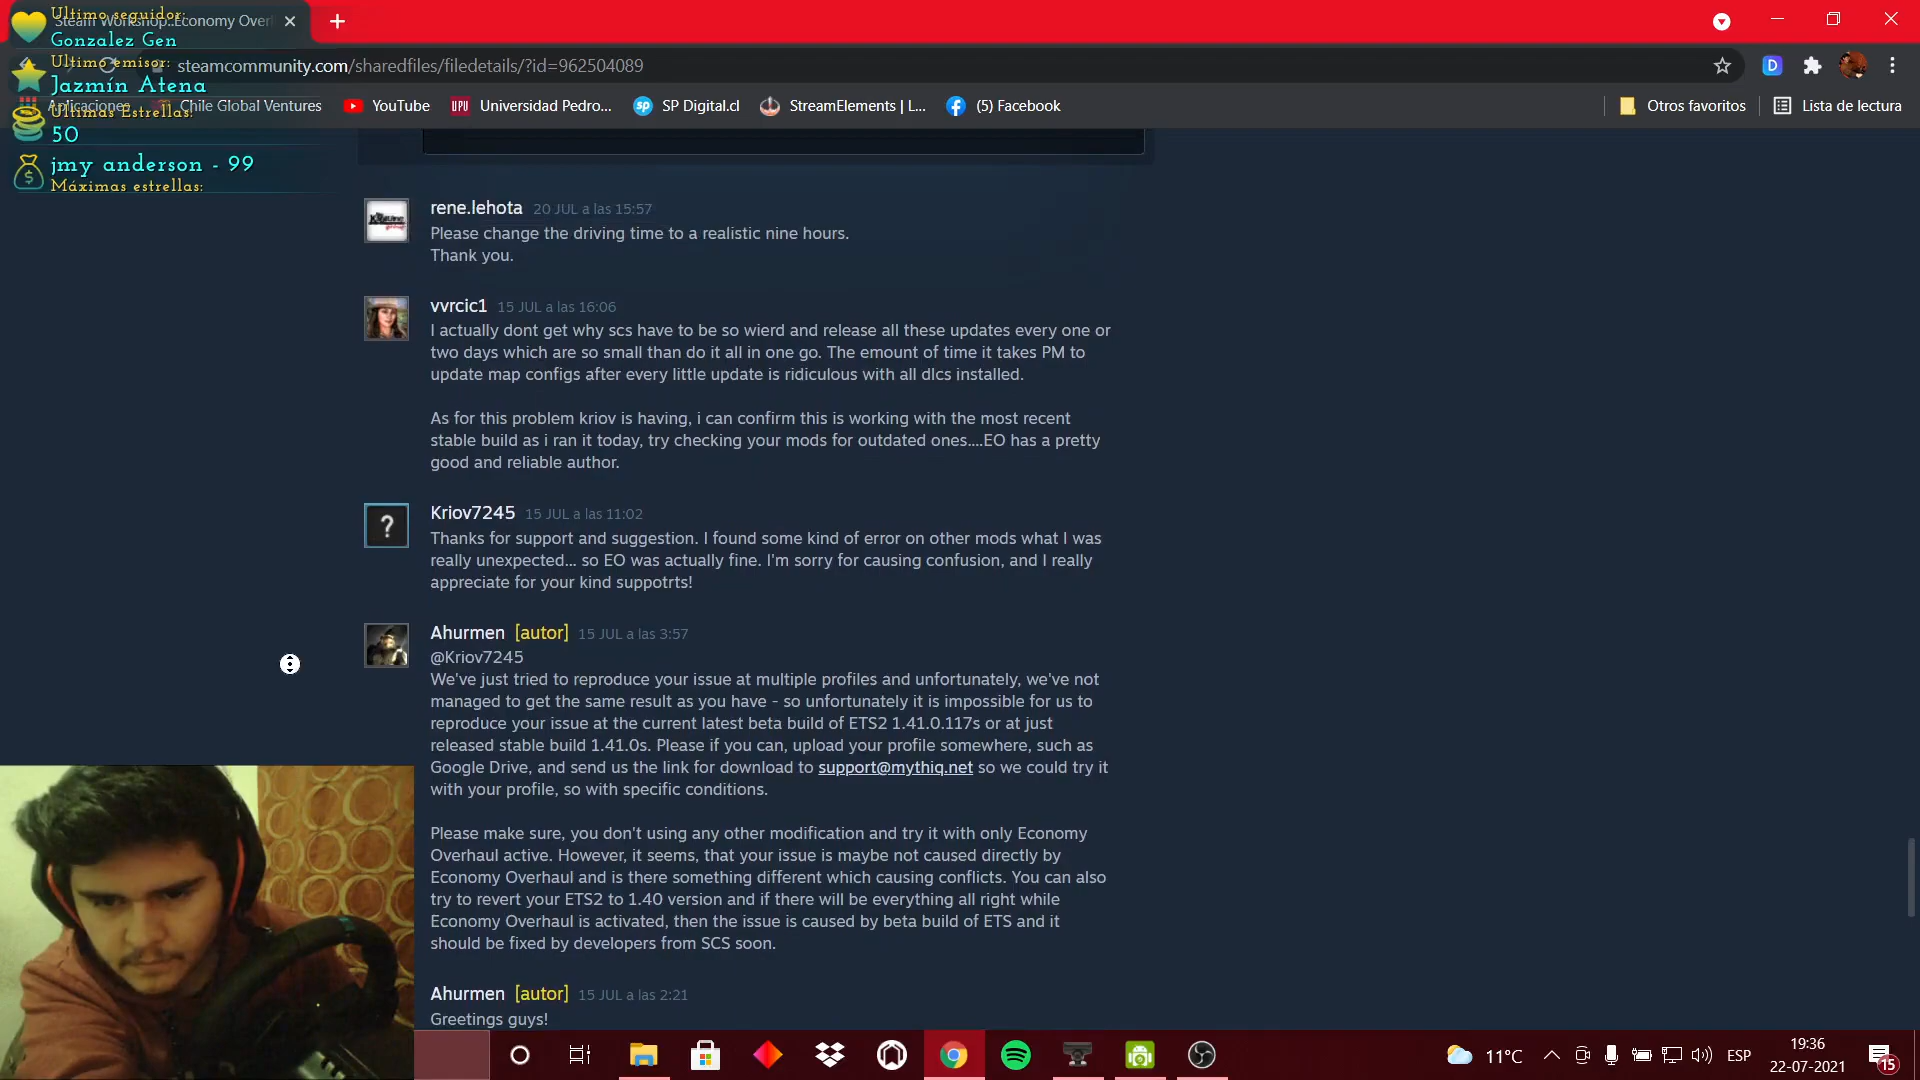 Steam Workshop::Economy Over
Ultimo seguidor:
Gonzalez Gen
Ultimo emisor:
Jazmín Atena
Ultimas Estrellas:
50
jmy anderson - 99
Máximas estrellas:
steamcommunity.com/sharedfiles/filedetails/?id=962504089
Aplicaciones
Chile Global Ventures
YouTube
UPU
Universidad Pedro...
sp
SP Digital.cl
StreamElements | L...
(5) Facebook
Otros favoritos
Lista de lectura
rene.lehota 20 JUL a las 15:57
Please change the driving time to a realistic nine hours.
Thank you.
vvrcic1 15 JUL a las 16:06
I actually dont get why scs have to be so wierd and release all these updates every one or
two days which are so small than do it all in one go. The emount of time it takes PM to
update map configs after every little update is ridiculous with all dlcs installed.
As for this problem kriov is having, i can confirm this is working with the most recent
stable build as i ran it today, try checking your mods for outdated ones....EO has a pretty
good and reliable author.
?
Kriov7245 15 JUL a las 11:02
Thanks for support and suggestion. I found some kind of error on other mods what I was
really unexpected... so EO was actually fine. I'm sorry for causing confusion, and I really
appreciate for your kind suppotrts!
Ahurmen [autor] 15 JUL a las 3:57
@Kriov7245
We've just tried to reproduce your issue at multiple profiles and unfortunately, we've not
managed to get the same result as you have - so unfortunately it is impossible for us to
reproduce your issue at the current latest beta build of ETS2 1.41.0.117s or at just
released stable build 1.41.0s. Please if you can, upload your profile somewhere, such as
Google Drive, and send us the link for download to support@mythiq.net so we could try it
with your profile, so with specific conditions.
Please make sure, you don't using any other modification and try it with only Economy
Overhaul active. However, it seems, that your issue is maybe not caused directly by
Economy Overhaul and is there something different which causing conflicts. You can also
try to revert your ETS2 to 1.40 version and if there will be everything all right while
Economy Overhaul is activated, then the issue is caused by beta build of ETS and it
should be fixed by developers from SCS soon.
Ahurmen [autor] 15 JUL a las 2:21
Greetings guys!
11°C
ESP
19:36
22-07-2021
15